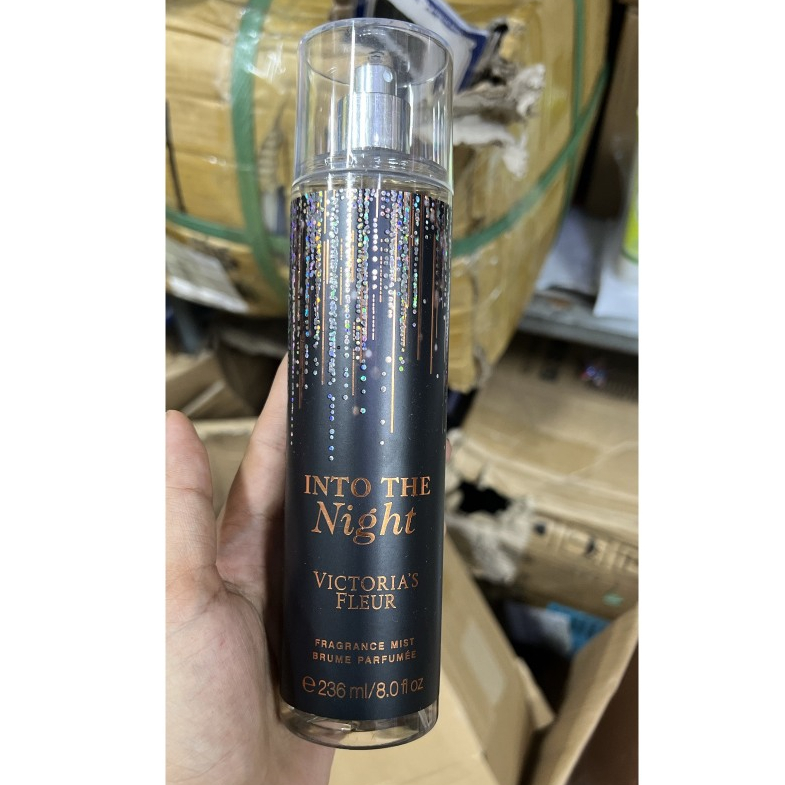 INTO THE
Night
VICTORIA'S
FLEUR
FRAGRANCE MIST
BRUME PARFUMÉE
℮ 236 ml/8.0 fl oz